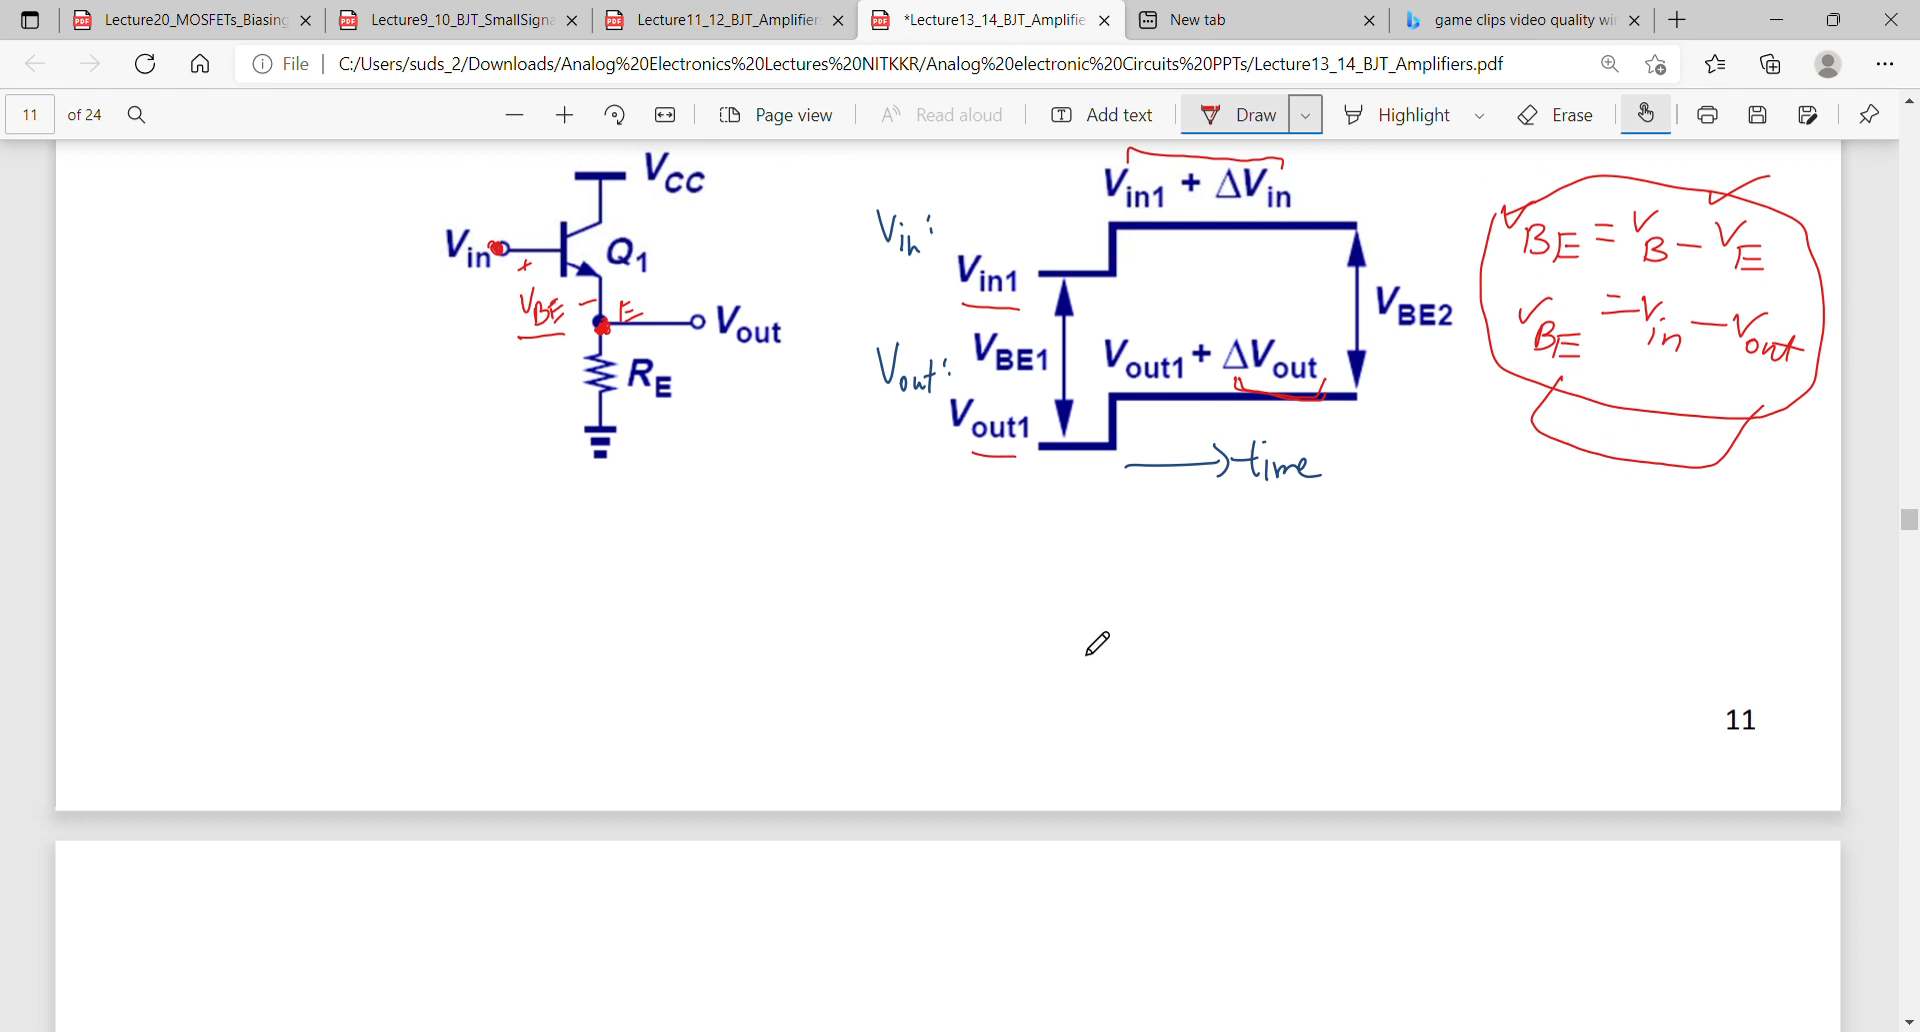 Lecture20_MOSFETs_Biasing
Lecture9_10_BJT_SmallSigna
Lecture11_12_BJT_Amplifier
*Lecture13_14_BJT_Amplifie
New tab
game clips video quality wi
File
C:/Users/suds_2/Downloads/Analog%20Electronics%20Lectures%20NITKKR/Analog%20electronic%20Circuits%20PPTs/Lecture13_14_BJT_Amplifiers.pdf
11 of 24
Page view
Read aloud
Add text
Draw
Highlight
Erase
VCC
Vin
Q1
+
VBE -
E
Vout
RE
Vin:
Vin1 + ΔVin
Vin1
VBE1
VBE2
Vout:
Vout1 + ΔVout
Vout1
time
VBE = VB - VE
VBE = Vin - Vout
11